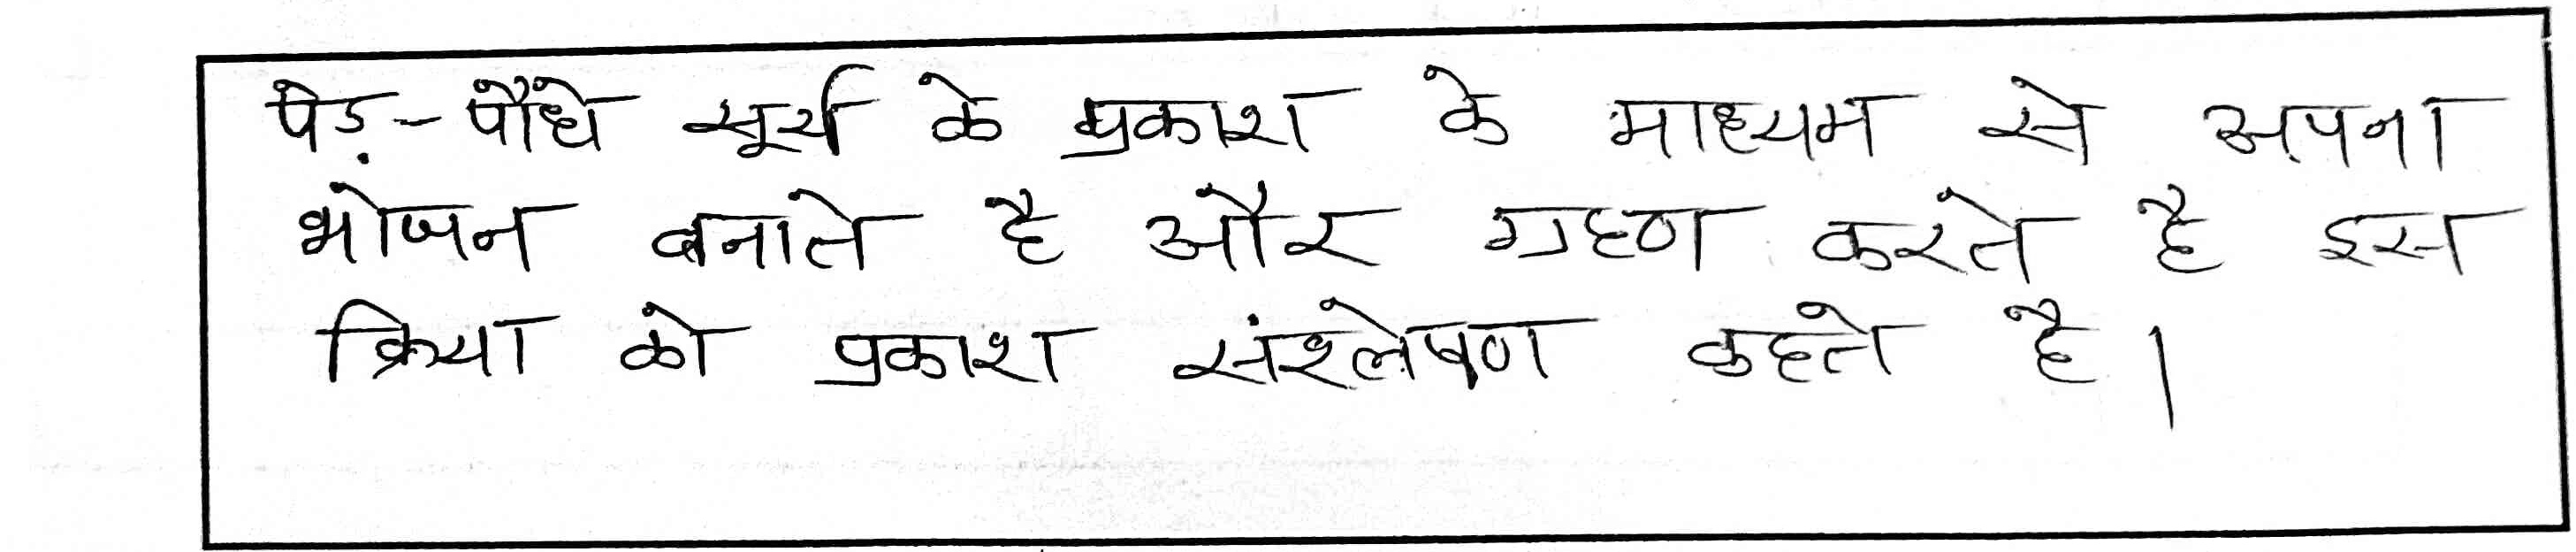 पेड़-पौधे सूर्य के प्रकाश के माध्यम से अपना
भोजन बनाते है और ग्रहण करते है इस
क्रिया को प्रकाश संश्लेषण कहते है।